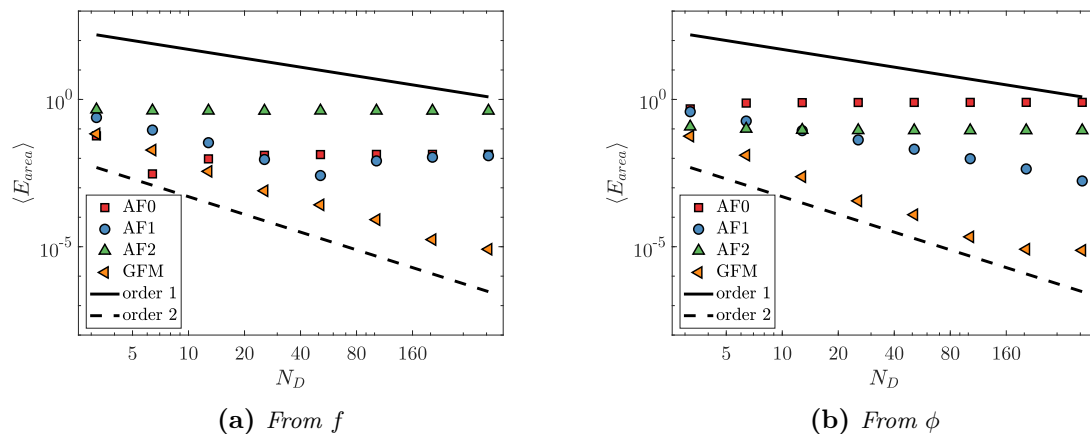 ⟨E_area⟩
10^0
10^-5
AF0
AF1
AF2
GFM
order 1
order 2
5 10 20 40 80 160
N_D
(a) From f
⟨E_area⟩
10^0
10^-5
AF0
AF1
AF2
GFM
order 1
order 2
5 10 20 40 80 160
N_D
(b) From ϕ